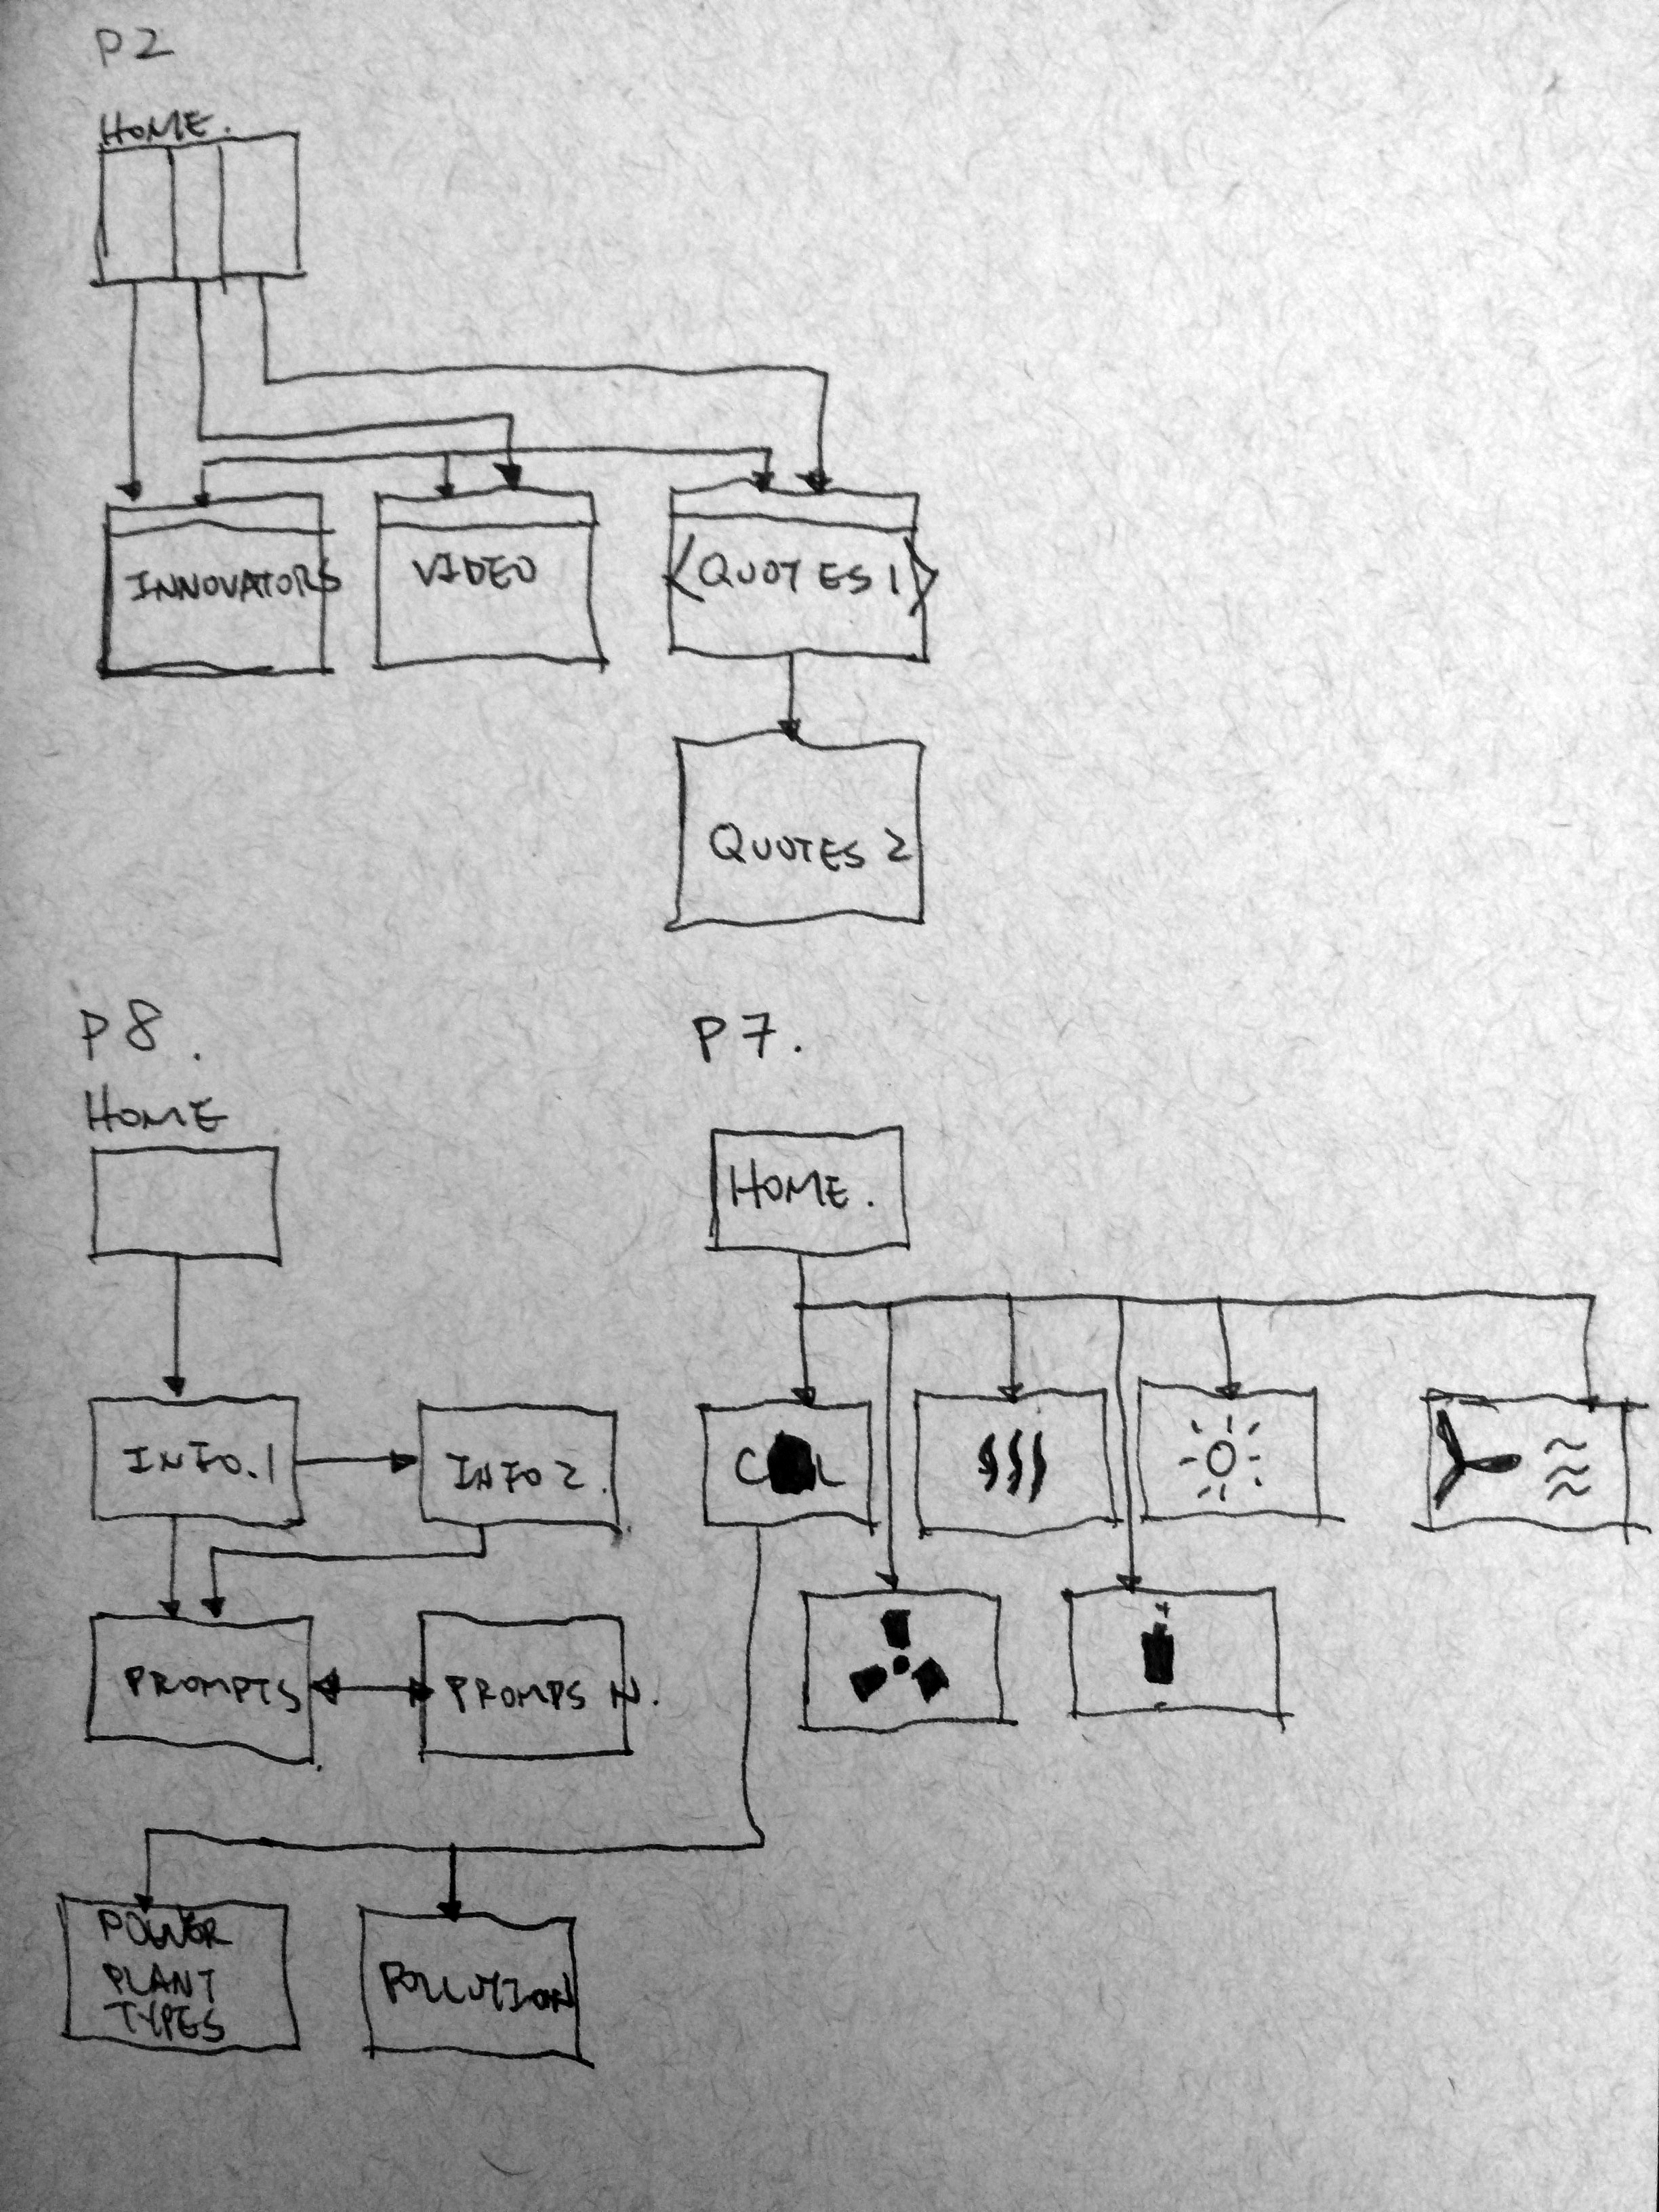 P2
HOME.
INNOVATORS
VIDEO
<QUOTES 1>
QUOTES 2
P8.
HOME
INFO.1
INFO 2.
PROMPTS
PROMPS N.
P7.
HOME.
COAL
POWER
PLANT
TYPES
POLLUTION